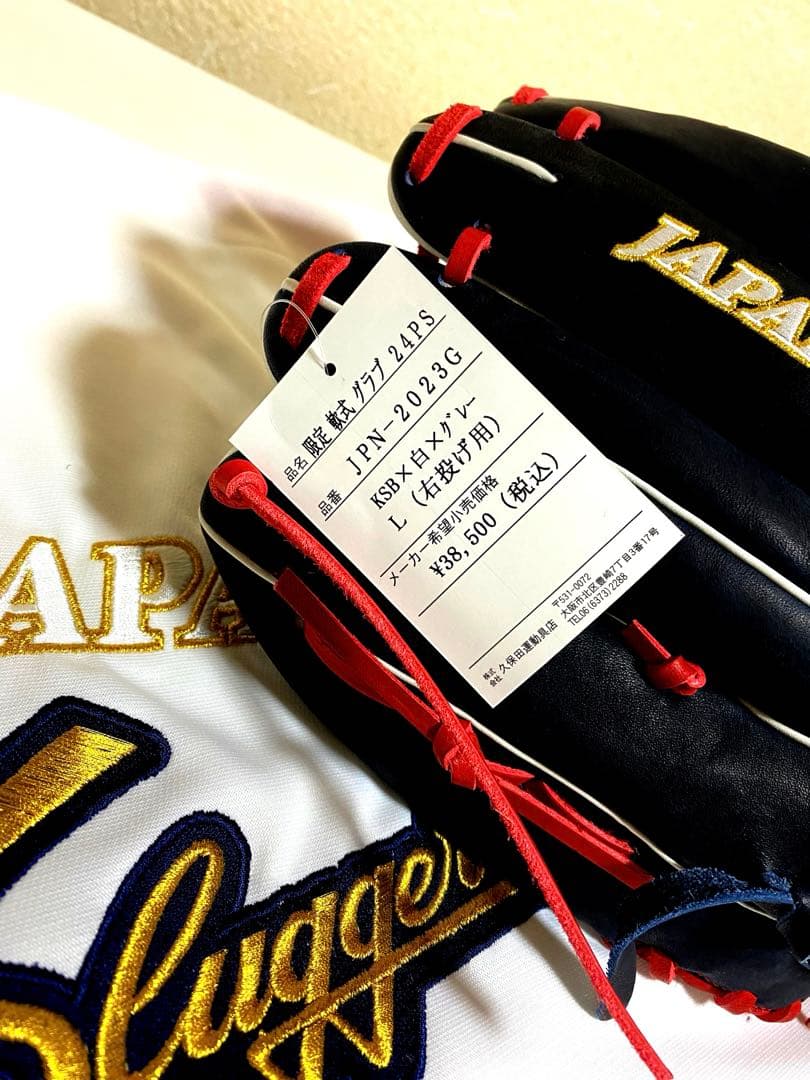 JAPA
品名 限定 軟式 グラブ 24PS
品番 JPN-2023G
KSB×白×グレー
L (右投げ用)
メーカー希望小売価格
¥38,500 (税込)
〒531-0072
大阪市北区豊崎7丁目3番17号
TEL06(6373)2288
株式会社 久保田運動具店
APA
lugger